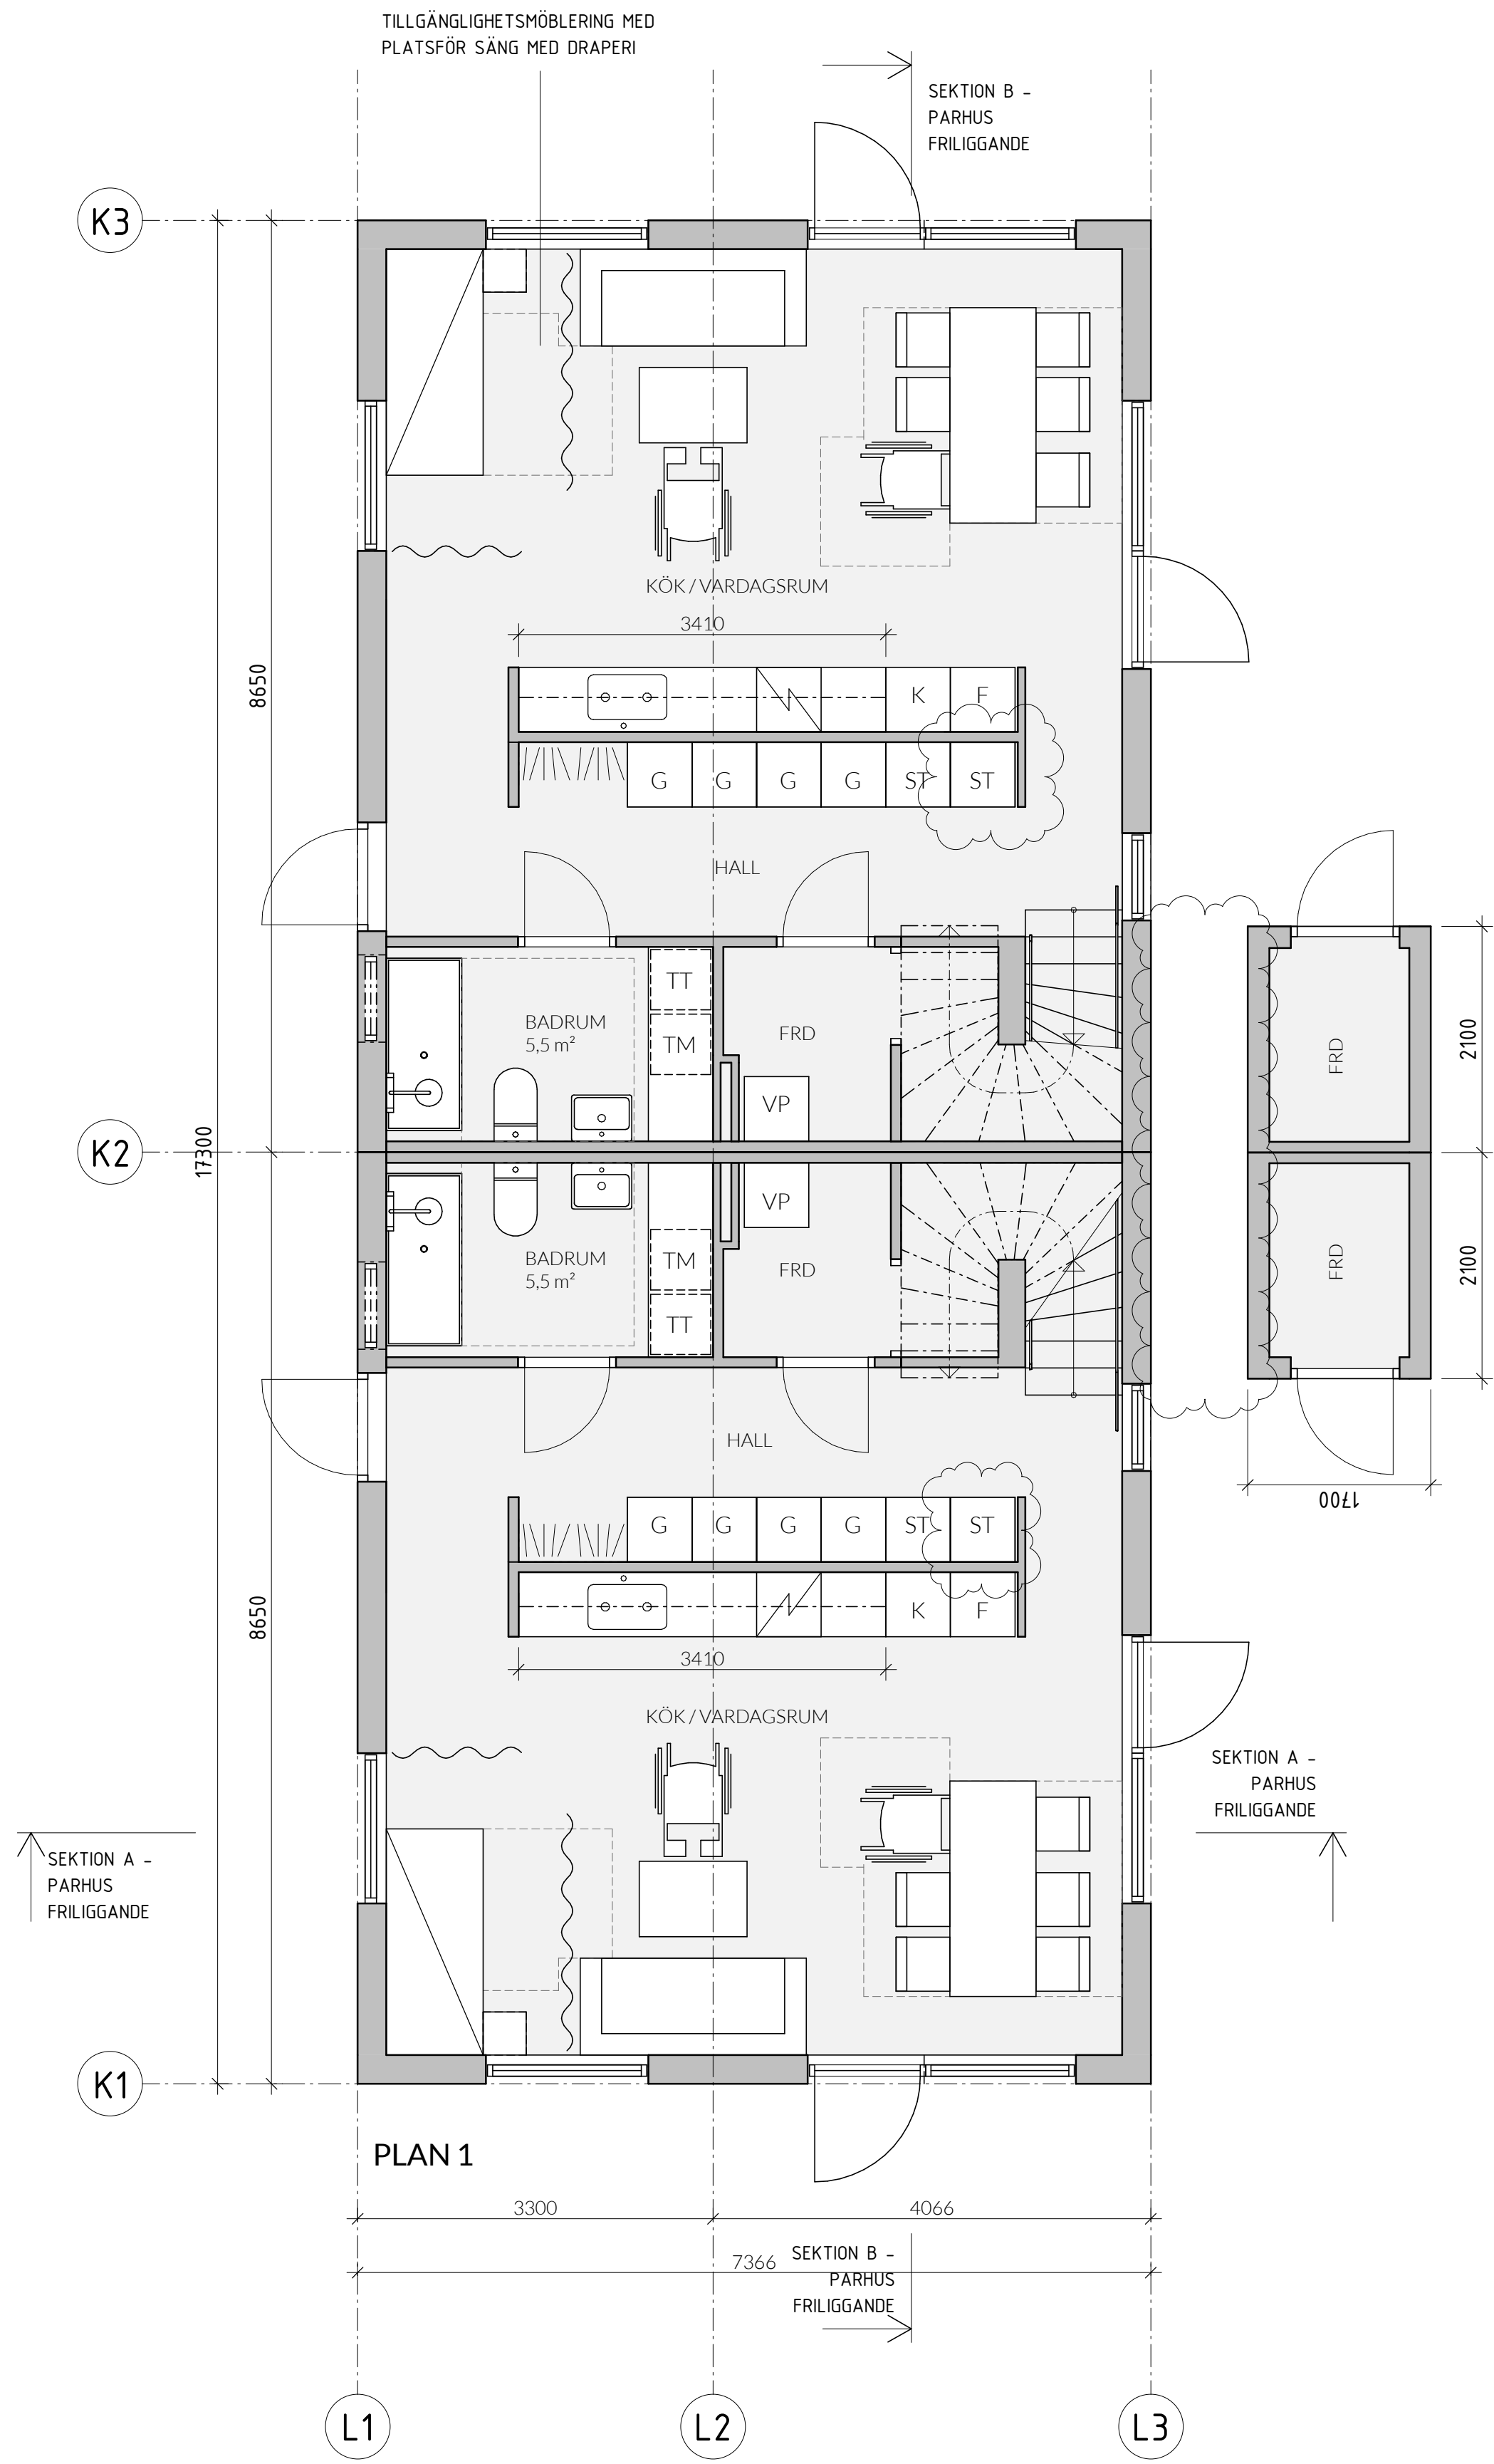 TILLGÄNGLIGHETSMÖBLERING MED
PLATSFÖR SÄNG MED DRAPERI
SEKTION B -
PARHUS
FRILIGGANDE
K3
KÖK / VARDAGSRUM
3410
8650
K
F
G
G
G
G
ST
ST
HALL
BADRUM
5,5 m²
TT
TM
FRD
VP
FRD
2100
K2
17300
BADRUM
5,5 m²
TM
TT
VP
FRD
FRD
2100
HALL
1700
G
G
G
G
ST
ST
K
F
8650
3410
KÖK / VARDAGSRUM
SEKTION A -
PARHUS
FRILIGGANDE
SEKTION A -
PARHUS
FRILIGGANDE
K1
PLAN 1
3300
4066
7366
SEKTION B -
PARHUS
FRILIGGANDE
L1
L2
L3